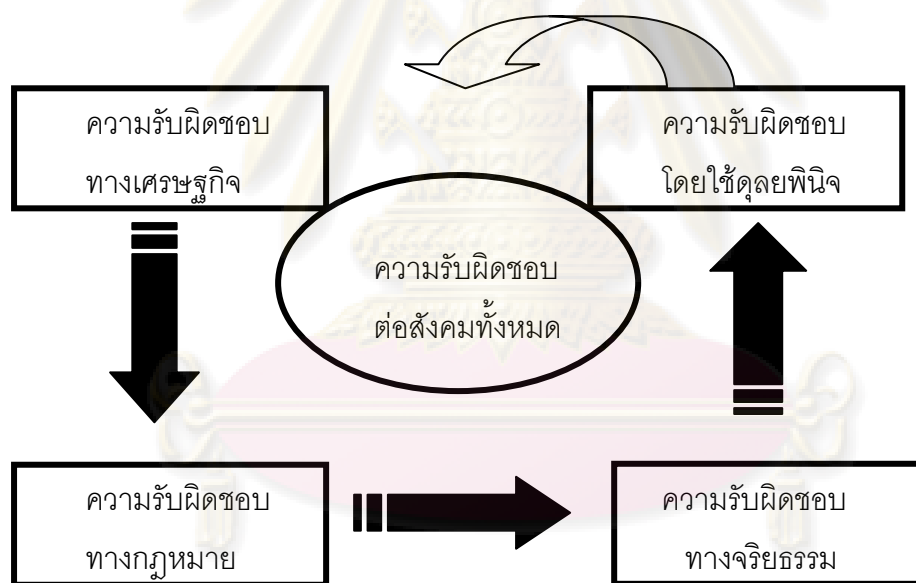 ความรับผิดชอบ
ทางเศรษฐกิจ
ความรับผิดชอบ
โดยใช้ดุลยพินิจ
ความรับผิดชอบ
ต่อสังคมทั้งหมด
ความรับผิดชอบ
ทางกฎหมาย
ความรับผิดชอบ
ทางจริยธรรม